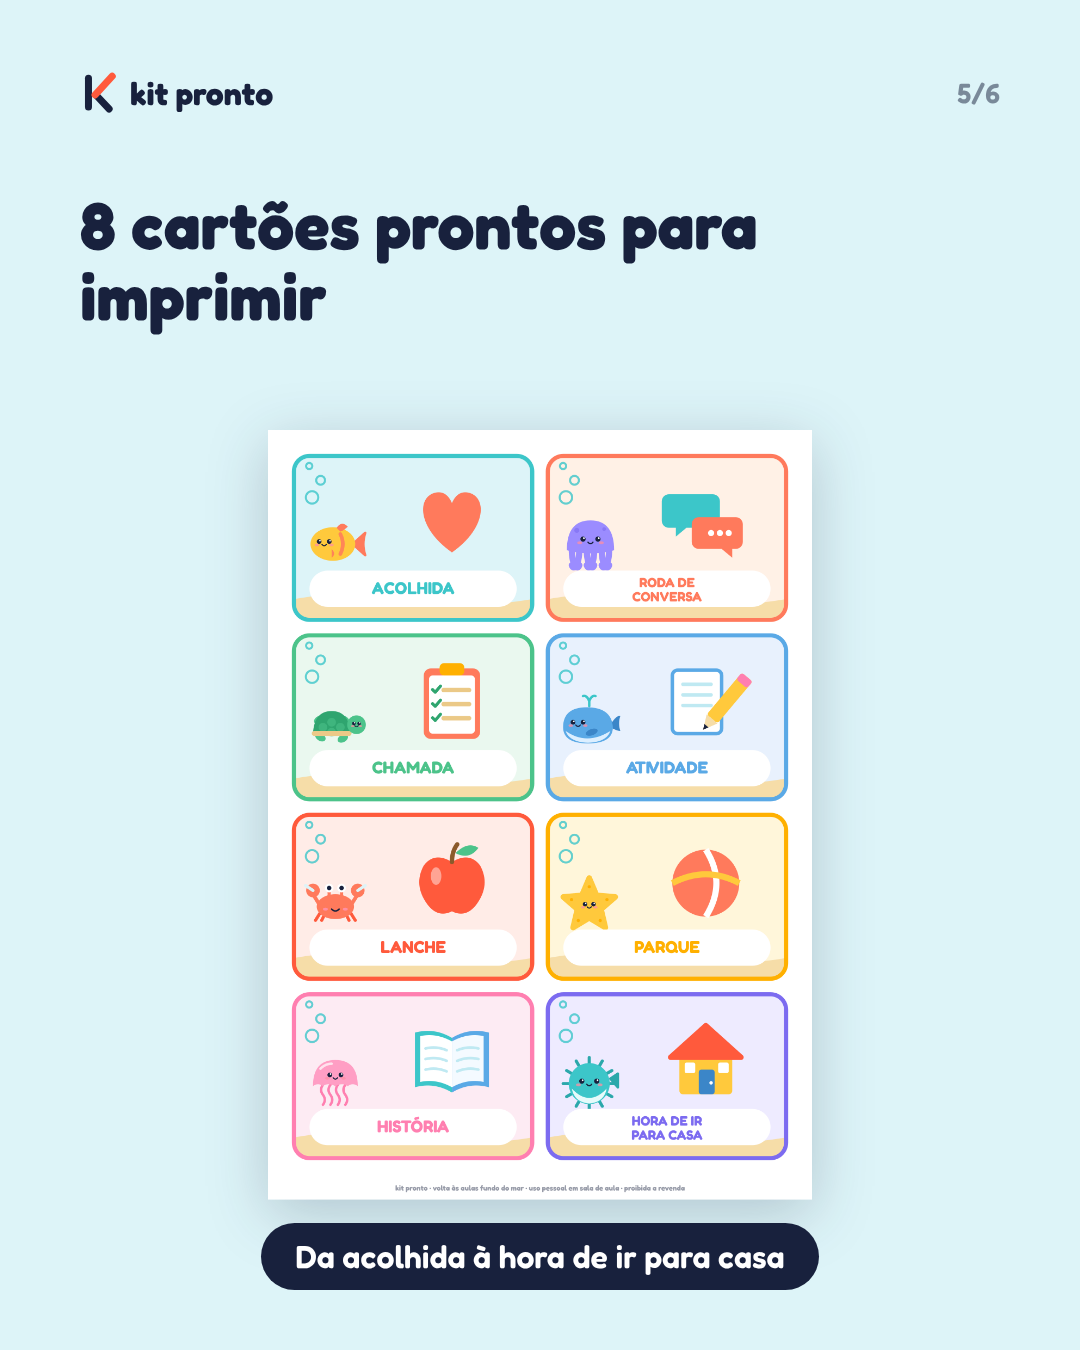 kit pronto
5/6
8 cartões prontos para
imprimir
ACOLHIDA
RODA DE
CONVERSA
CHAMADA
ATIVIDADE
LANCHE
PARQUE
HISTÓRIA
HORA DE IR
PARA CASA
kit pronto · volta às aulas fundo do mar · uso pessoal em sala de aula · proibida a revenda
Da acolhida à hora de ir para casa